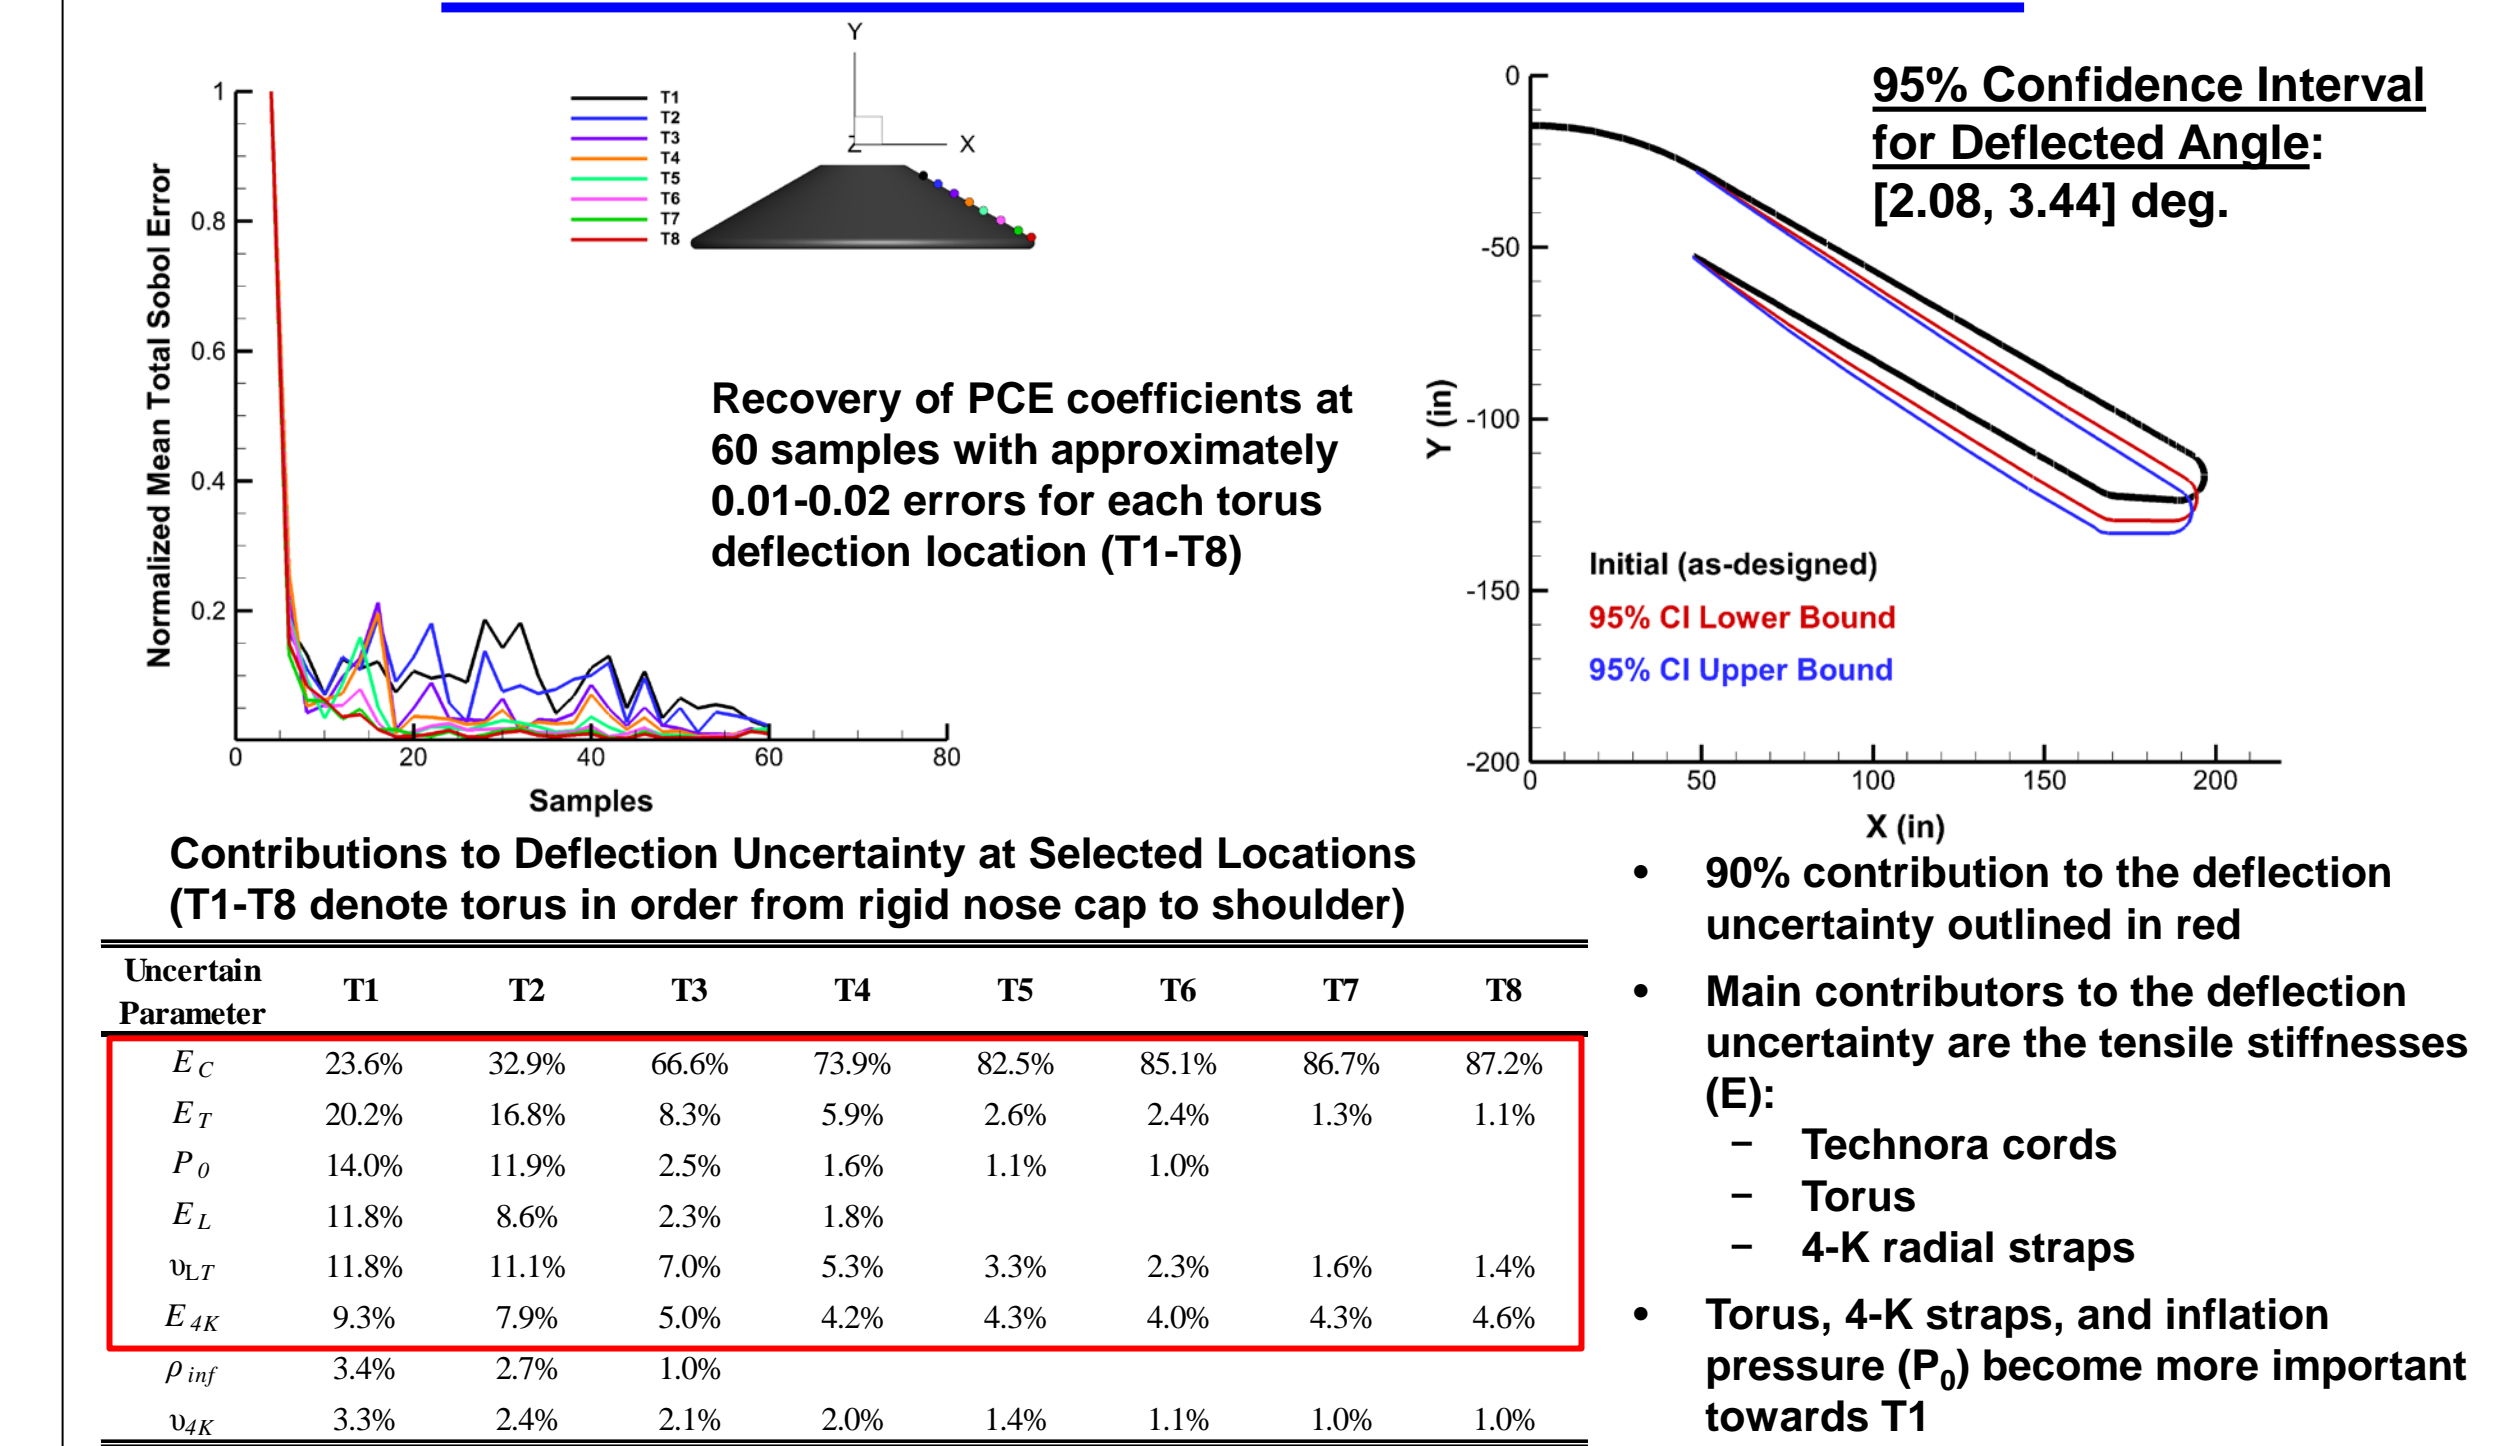 Y
Z
X
T1
T2
T3
T4
T5
T6
T7
T8
1
0.8
0.6
0.4
0.2
0
20
40
60
80
Normalized Mean Total Sobol Error
Samples
Recovery of PCE coefficients at
60 samples with approximately
0.01-0.02 errors for each torus
deflection location (T1-T8)
95% Confidence Interval
for Deflected Angle:
[2.08, 3.44] deg.
0
-50
-100
-150
-200
0
50
100
150
200
Y (in)
X (in)
Initial (as-designed)
95% CI Lower Bound
95% CI Upper Bound
Contributions to Deflection Uncertainty at Selected Locations
(T1-T8 denote torus in order from rigid nose cap to shoulder)
Uncertain
Parameter T1 T2 T3 T4 T5 T6 T7 T8
E C 23.6% 32.9% 66.6% 73.9% 82.5% 85.1% 86.7% 87.2%
E T 20.2% 16.8% 8.3% 5.9% 2.6% 2.4% 1.3% 1.1%
P 0 14.0% 11.9% 2.5% 1.6% 1.1% 1.0%
E L 11.8% 8.6% 2.3% 1.8%
υLT 11.8% 11.1% 7.0% 5.3% 3.3% 2.3% 1.6% 1.4%
E 4K 9.3% 7.9% 5.0% 4.2% 4.3% 4.0% 4.3% 4.6%
ρ inf 3.4% 2.7% 1.0%
υ4K 3.3% 2.4% 2.1% 2.0% 1.4% 1.1% 1.0% 1.0%
• 90% contribution to the deflection
uncertainty outlined in red
• Main contributors to the deflection
uncertainty are the tensile stiffnesses
(E):
– Technora cords
– Torus
– 4-K radial straps
• Torus, 4-K straps, and inflation
pressure (P0) become more important
towards T1